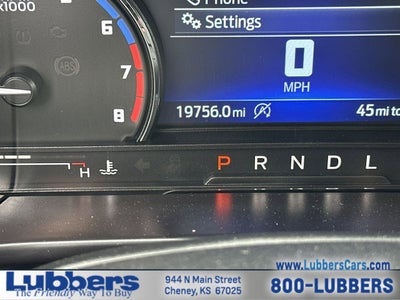 x1000
Phone
Settings
6
7
8
ABS
0
MPH
19756.0 mi
45 mi to
H
P R N D L
Lubbers
The Friendly Way To Buy
944 N Main Street
Cheney, KS 67025
www.LubbersCars.com
800-LUBBERS